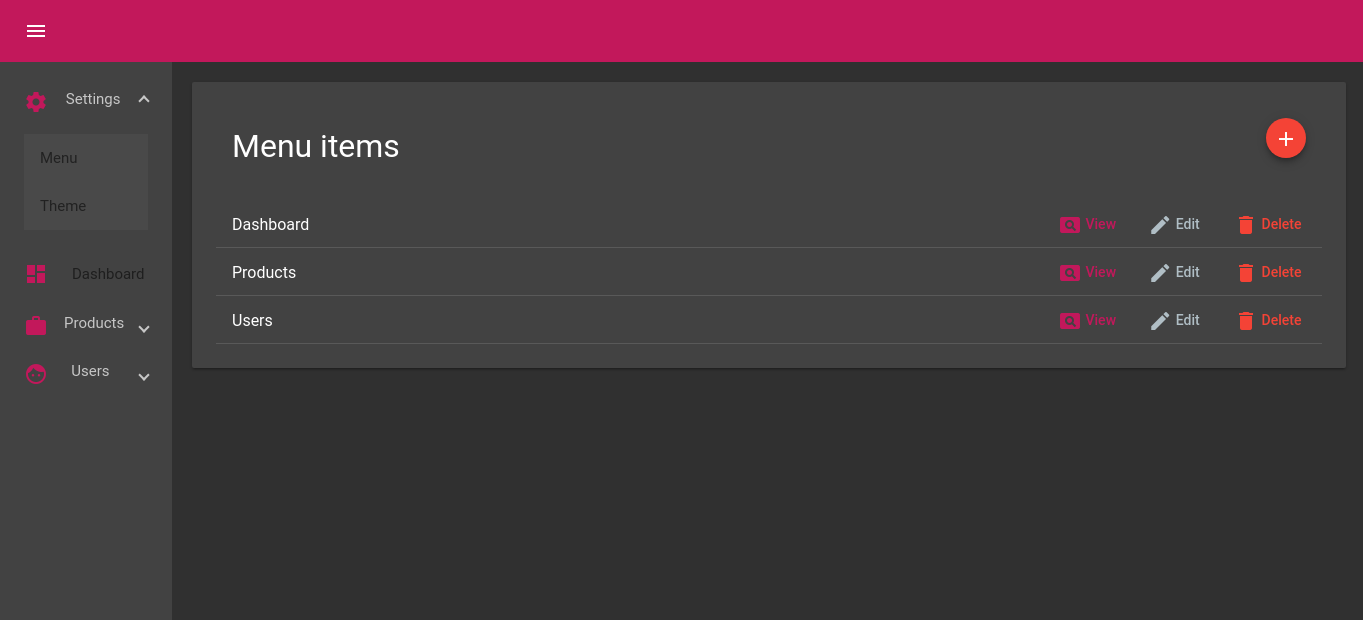 Settings
Menu
Theme
Dashboard
Products
Users
Menu items
Dashboard View Edit Delete
Products View Edit Delete
Users View Edit Delete